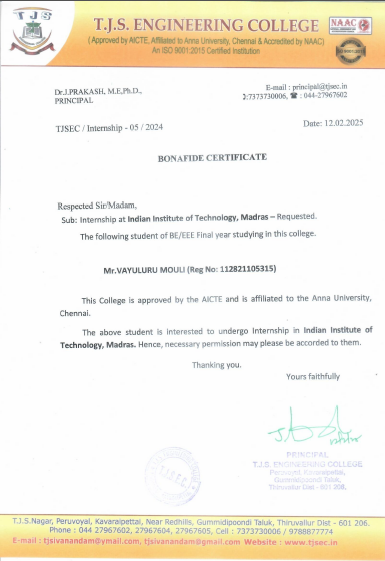 T J S
T.J.S. ENGINEERING COLLEGE
( Approved by AICTE, Affiliated to Anna University, Chennai & Accredited by NAAC)
An ISO 9001:2015 Certified Institution
NAAC
Dr.J.PRAKASH, M.E,Ph.D.,
PRINCIPAL
E-mail : principal@tjsec.in
:7373730006, ☎ : 044-27967602
TJSEC / Internship - 05 / 2024
Date: 12.02.2025
BONAFIDE CERTIFICATE
Respected Sir/Madam,
Sub: Internship at Indian Institute of Technology, Madras – Requested.
The following student of BE/EEE Final year studying in this college.
Mr.VAYULURU MOULI (Reg No: 112821105315)
This College is approved by the AICTE and is affiliated to the Anna University,
Chennai.
The above student is interested to undergo Internship in Indian Institute of
Technology, Madras. Hence, necessary permission may please be accorded to them.
Thanking you.
Yours faithfully
PRINCIPAL
T.J.S. ENGINEERING COLLEGE
Peruvoyal, Kavaraipettai,
Gummidipoondi Taluk,
Thiruvallur Dist - 601 206.
T.J.S.E.C
T.J.S.Nagar, Peruvoyal, Kavaraipettai, Near Redhills, Gummidipoondi Taluk, Thiruvallur Dist - 601 206.
Phone : 044 27967602, 27967604, 27967605, Cell : 7373730006 / 9788877774
E-mail : tjsivanandam@ymail.com, tjsivanandam@gmail.com Website : www.tjsec.in